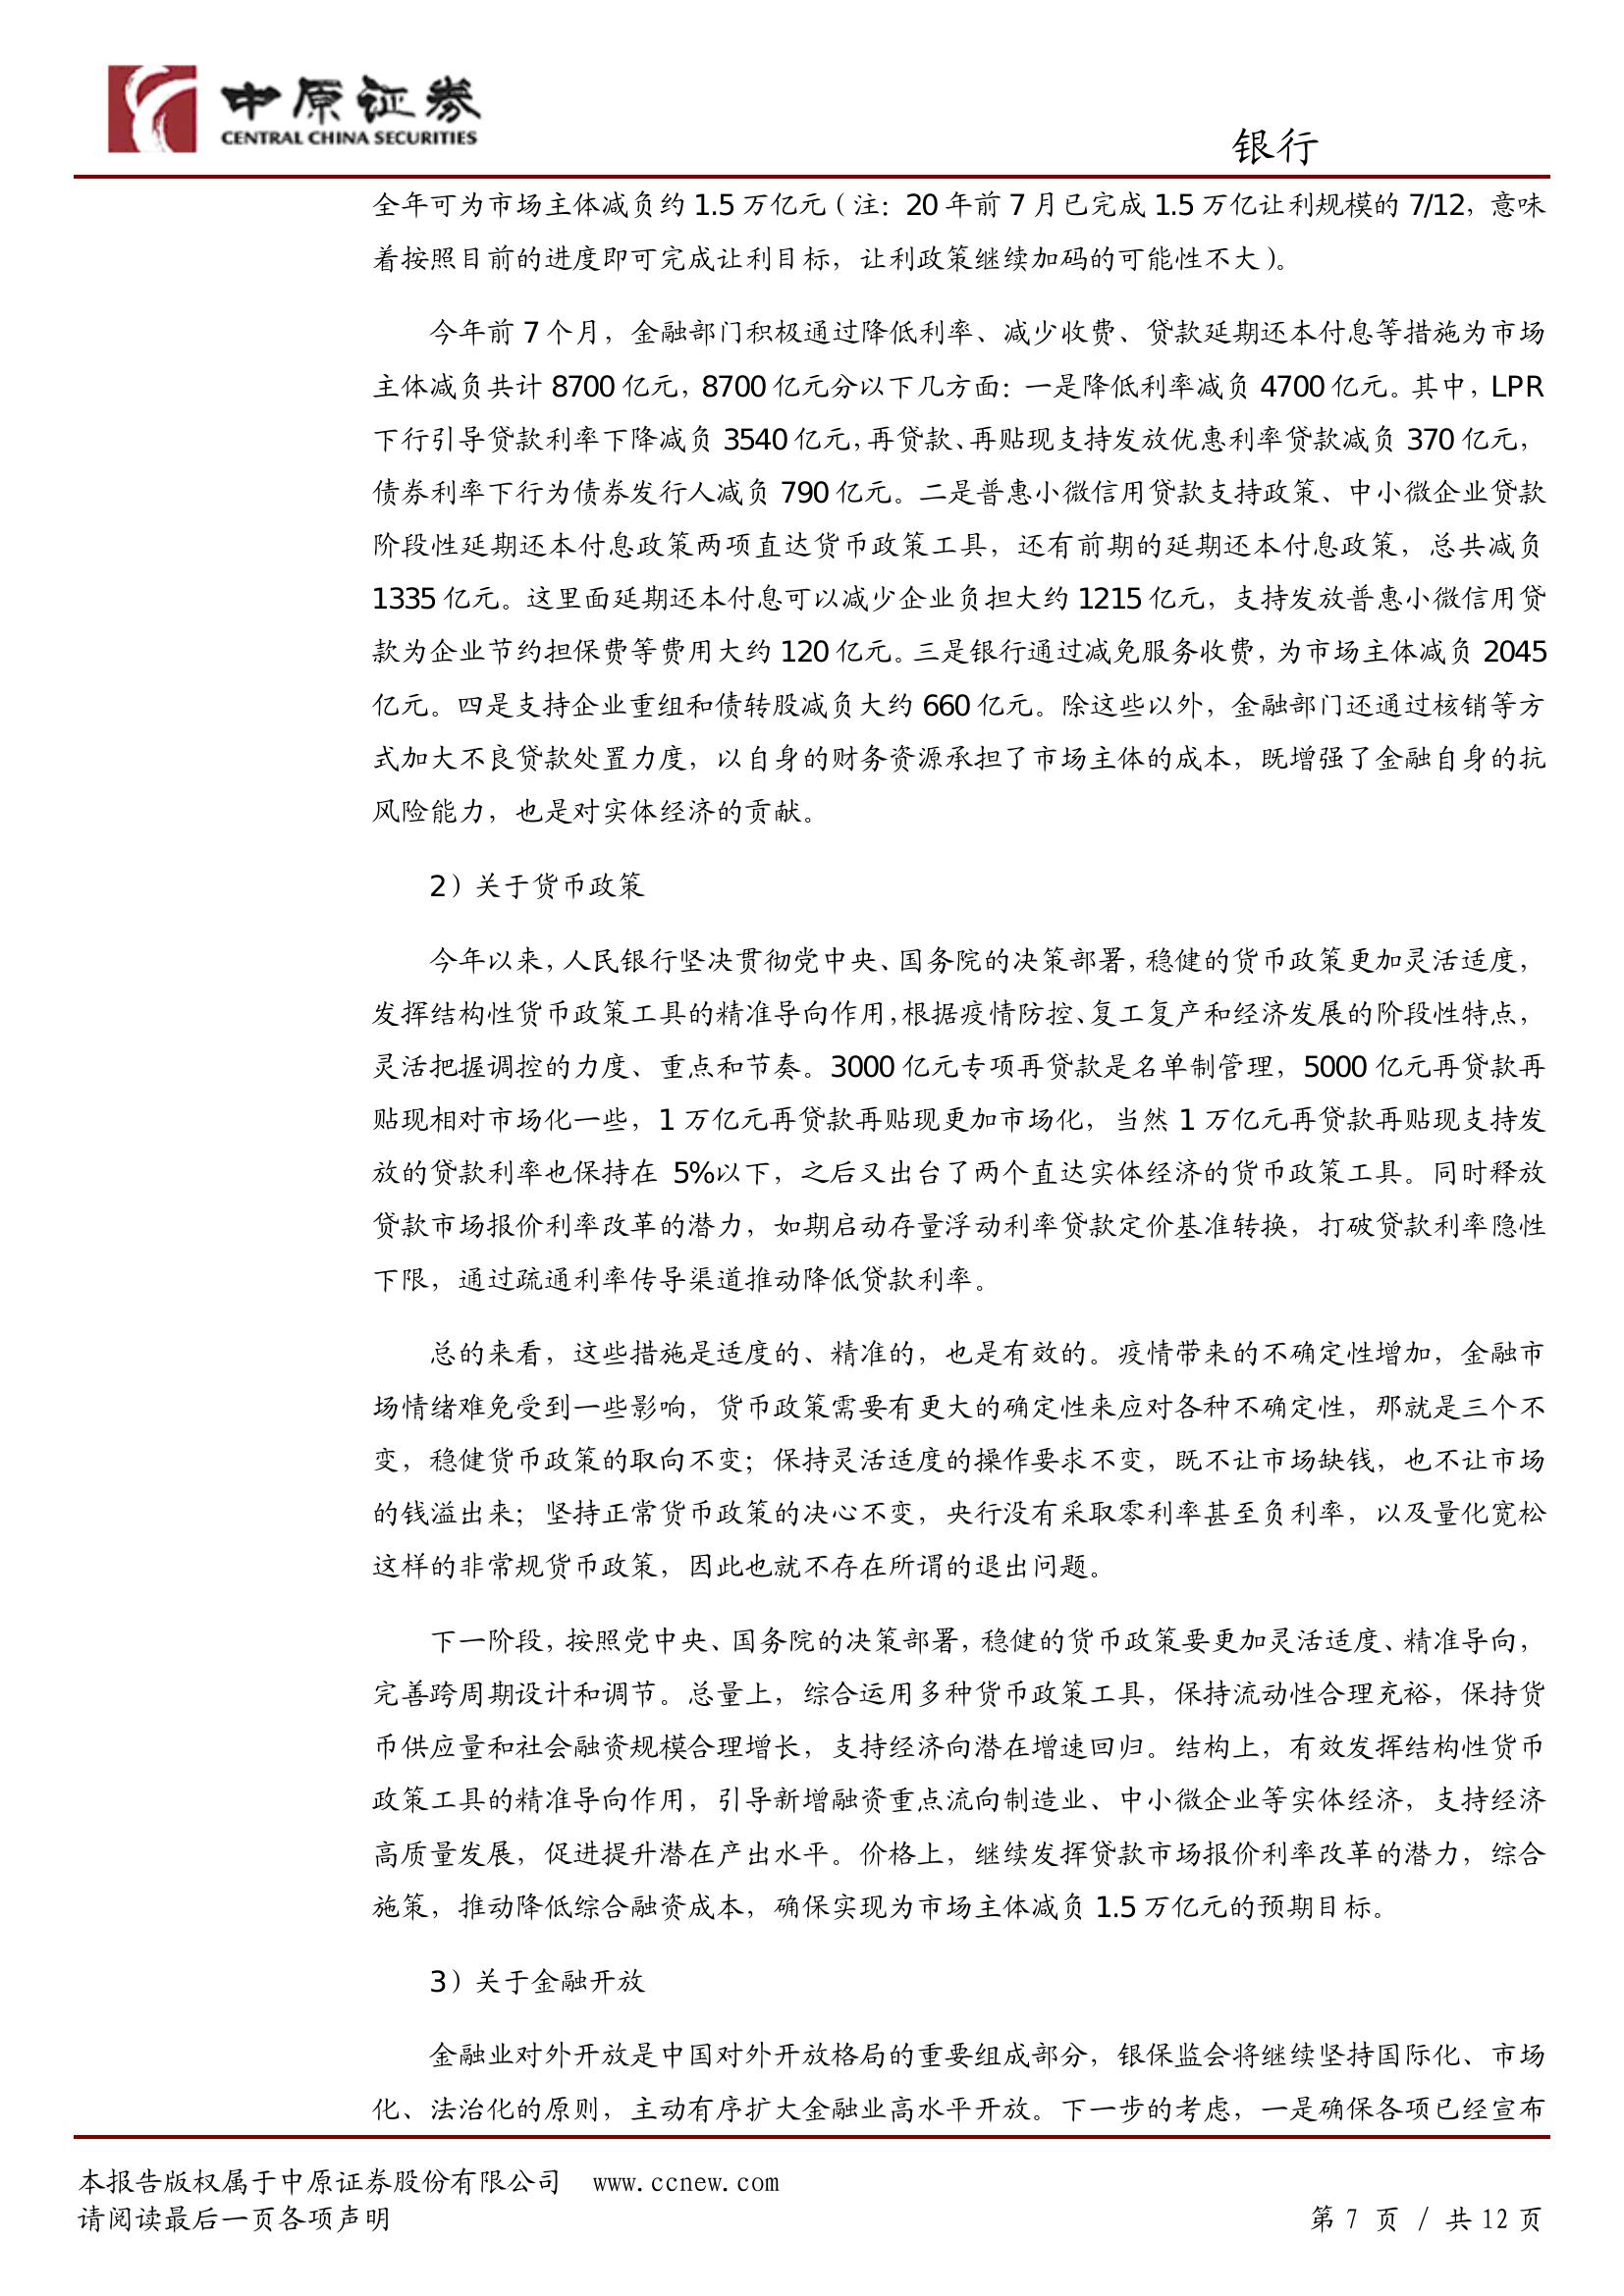 中原证券
CENTRAL CHINA SECURITIES
银行
全年可为市场主体减负约 1.5 万亿元（注：20 年前 7 月已完成 1.5 万亿让利规模的 7/12，意味
着按照目前的进度即可完成让利目标，让利政策继续加码的可能性不大）。
今年前 7 个月，金融部门积极通过降低利率、减少收费、贷款延期还本付息等措施为市场
主体减负共计 8700 亿元，8700 亿元分以下几方面：一是降低利率减负 4700 亿元。其中，LPR
下行引导贷款利率下降减负 3540 亿元，再贷款、再贴现支持发放优惠利率贷款减负 370 亿元，
债券利率下行为债券发行人减负 790 亿元。二是普惠小微信用贷款支持政策、中小微企业贷款
阶段性延期还本付息政策两项直达货币政策工具，还有前期的延期还本付息政策，总共减负
1335 亿元。这里面延期还本付息可以减少企业负担大约 1215 亿元，支持发放普惠小微信用贷
款为企业节约担保费等费用大约 120 亿元。三是银行通过减免服务收费，为市场主体减负 2045
亿元。四是支持企业重组和债转股减负大约 660 亿元。除这些以外，金融部门还通过核销等方
式加大不良贷款处置力度，以自身的财务资源承担了市场主体的成本，既增强了金融自身的抗
风险能力，也是对实体经济的贡献。
2）关于货币政策
今年以来，人民银行坚决贯彻党中央、国务院的决策部署，稳健的货币政策更加灵活适度，
发挥结构性货币政策工具的精准导向作用，根据疫情防控、复工复产和经济发展的阶段性特点，
灵活把握调控的力度、重点和节奏。3000 亿元专项再贷款是名单制管理，5000 亿元再贷款再
贴现相对市场化一些，1 万亿元再贷款再贴现更加市场化，当然 1 万亿元再贷款再贴现支持发
放的贷款利率也保持在 5%以下，之后又出台了两个直达实体经济的货币政策工具。同时释放
贷款市场报价利率改革的潜力，如期启动存量浮动利率贷款定价基准转换，打破贷款利率隐性
下限，通过疏通利率传导渠道推动降低贷款利率。
总的来看，这些措施是适度的、精准的，也是有效的。疫情带来的不确定性增加，金融市
场情绪难免受到一些影响，货币政策需要有更大的确定性来应对各种不确定性，那就是三个不
变，稳健货币政策的取向不变；保持灵活适度的操作要求不变，既不让市场缺钱，也不让市场
的钱溢出来；坚持正常货币政策的决心不变，央行没有采取零利率甚至负利率，以及量化宽松
这样的非常规货币政策，因此也就不存在所谓的退出问题。
下一阶段，按照党中央、国务院的决策部署，稳健的货币政策要更加灵活适度、精准导向，
完善跨周期设计和调节。总量上，综合运用多种货币政策工具，保持流动性合理充裕，保持货
币供应量和社会融资规模合理增长，支持经济向潜在增速回归。结构上，有效发挥结构性货币
政策工具的精准导向作用，引导新增融资重点流向制造业、中小微企业等实体经济，支持经济
高质量发展，促进提升潜在产出水平。价格上，继续发挥贷款市场报价利率改革的潜力，综合
施策，推动降低综合融资成本，确保实现为市场主体减负 1.5 万亿元的预期目标。
3）关于金融开放
金融业对外开放是中国对外开放格局的重要组成部分，银保监会将继续坚持国际化、市场
化、法治化的原则，主动有序扩大金融业高水平开放。下一步的考虑，一是确保各项已经宣布
本报告版权属于中原证券股份有限公司 www.ccnew.com
请阅读最后一页各项声明 第 7 页 / 共 12 页